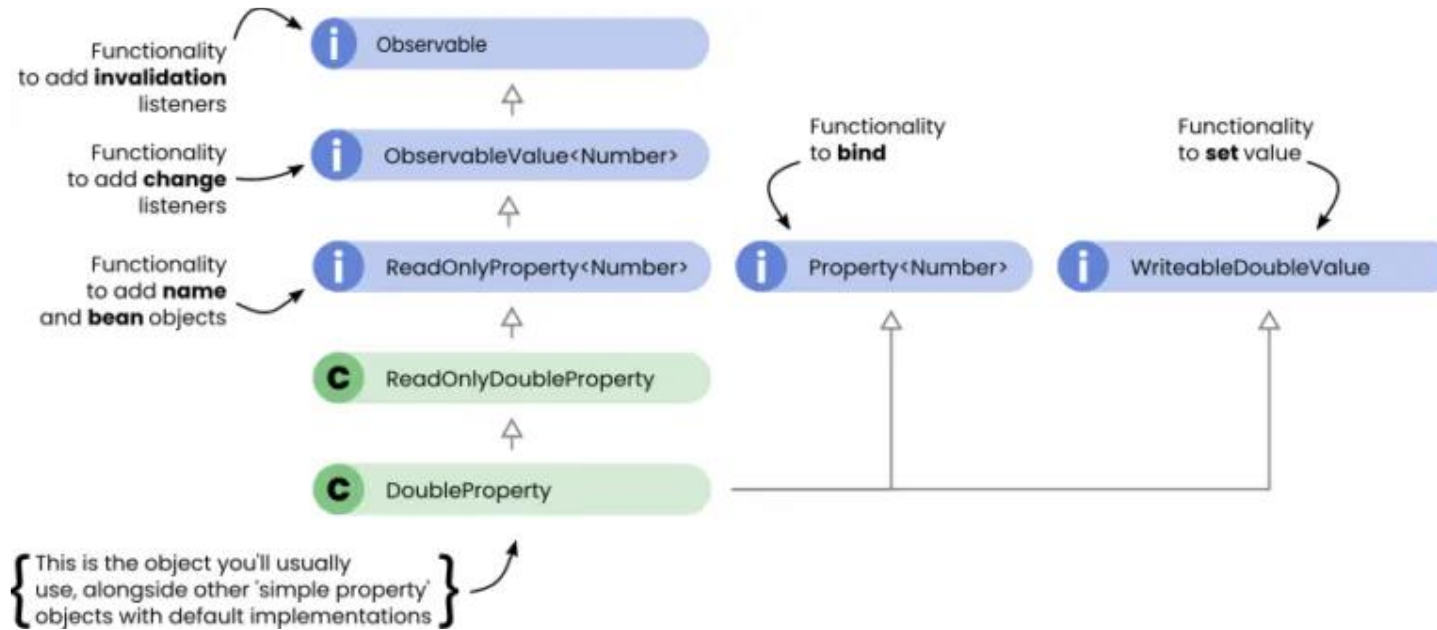 Functionality
to add invalidation
listeners
i Observable
Functionality
to add change
listeners
i ObservableValue<Number>
Functionality
to bind
Functionality
to set value
Functionality
to add name
and bean objects
i ReadOnlyProperty<Number>
i Property<Number>
i WriteableDoubleValue
C ReadOnlyDoubleProperty
C DoubleProperty
{ This is the object you'll usually
use, alongside other 'simple property'
objects with default implementations }